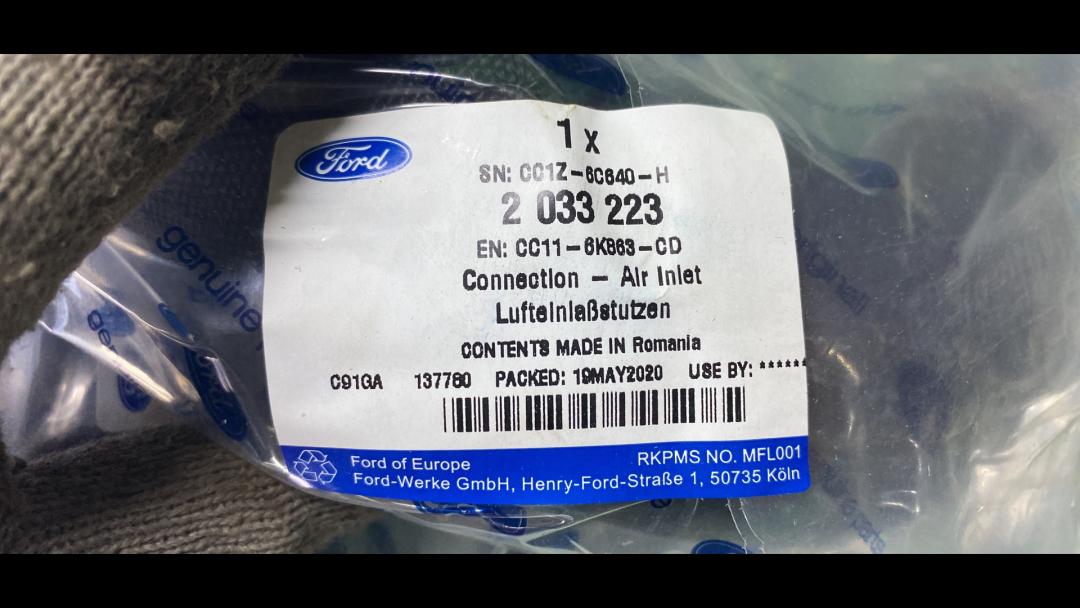 Ford
1 x
SN: CC1Z-6C640-H
2 033 223
EN: CC11-6K863-CD
Connection - Air Inlet
Lufteinlaßstutzen
CONTENTS MADE IN Romania
C91GA 137780 PACKED: 19MAY2020 USE BY: ******
Ford of Europe RKPMS NO. MFL001
Ford-Werke GmbH, Henry-Ford-Straße 1, 50735 Köln
genuine